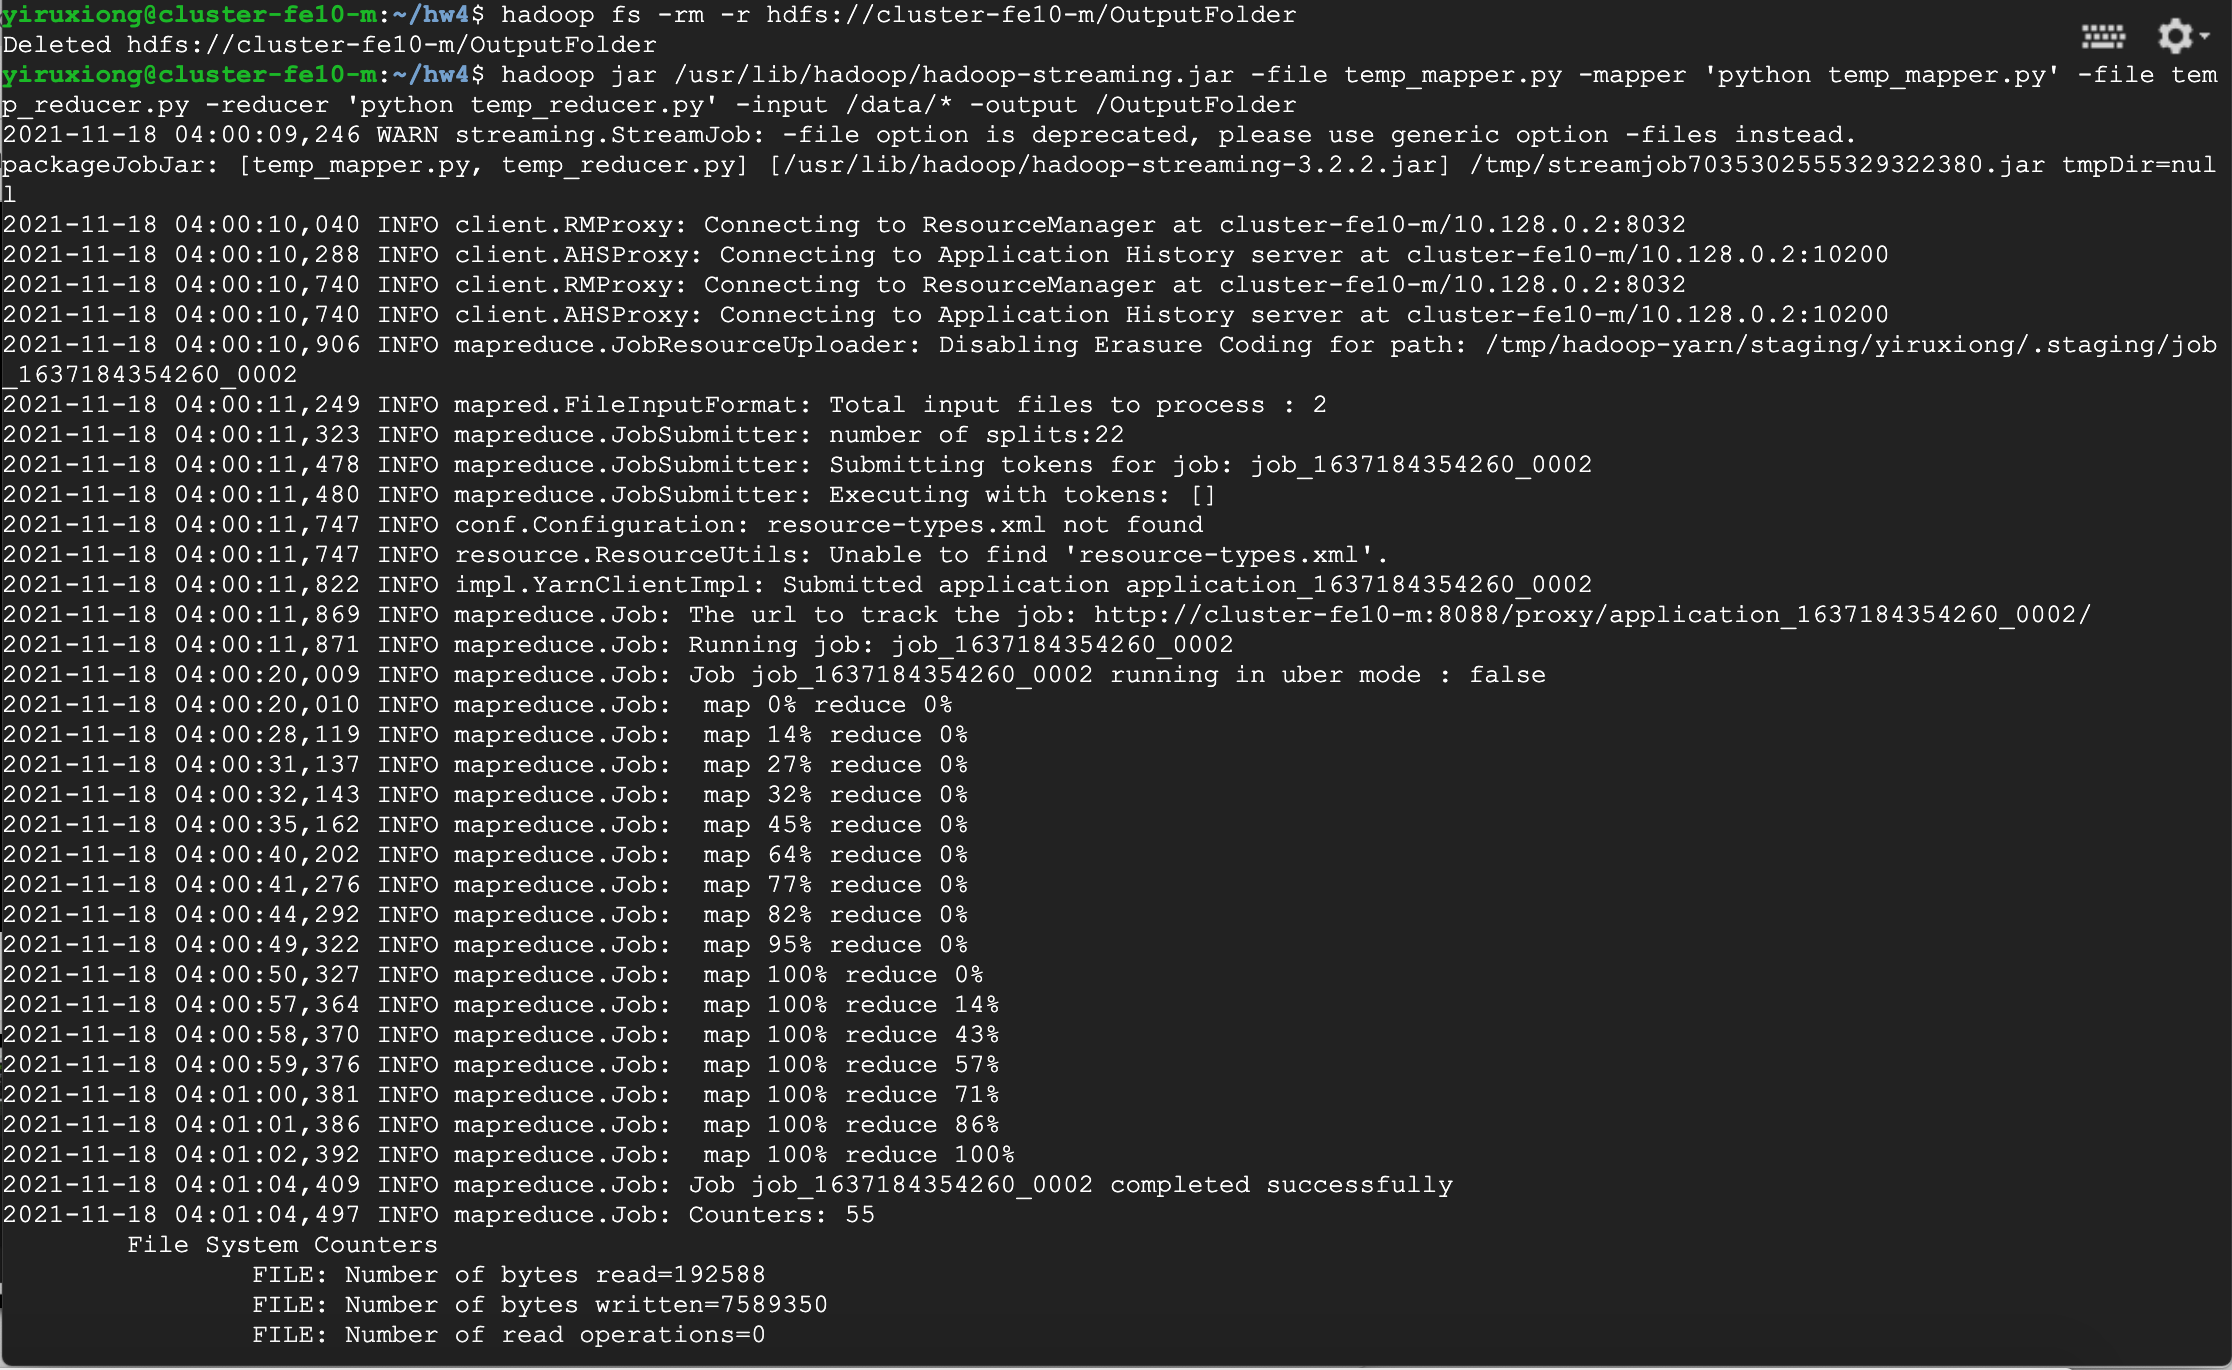 yiruxiong@cluster-fe10-m:~/hw4$ hadoop fs -rm -r hdfs://cluster-fe10-m/OutputFolder
Deleted hdfs://cluster-fe10-m/OutputFolder
yiruxiong@cluster-fe10-m:~/hw4$ hadoop jar /usr/lib/hadoop/hadoop-streaming.jar -file temp_mapper.py -mapper 'python temp_mapper.py' -file tem
p_reducer.py -reducer 'python temp_reducer.py' -input /data/* -output /OutputFolder
2021-11-18 04:00:09,246 WARN streaming.StreamJob: -file option is deprecated, please use generic option -files instead.
packageJobJar: [temp_mapper.py, temp_reducer.py] [/usr/lib/hadoop/hadoop-streaming-3.2.2.jar] /tmp/streamjob7035302555329322380.jar tmpDir=nul
l
2021-11-18 04:00:10,040 INFO client.RMProxy: Connecting to ResourceManager at cluster-fe10-m/10.128.0.2:8032
2021-11-18 04:00:10,288 INFO client.AHSProxy: Connecting to Application History server at cluster-fe10-m/10.128.0.2:10200
2021-11-18 04:00:10,740 INFO client.RMProxy: Connecting to ResourceManager at cluster-fe10-m/10.128.0.2:8032
2021-11-18 04:00:10,740 INFO client.AHSProxy: Connecting to Application History server at cluster-fe10-m/10.128.0.2:10200
2021-11-18 04:00:10,906 INFO mapreduce.JobResourceUploader: Disabling Erasure Coding for path: /tmp/hadoop-yarn/staging/yiruxiong/.staging/job
_1637184354260_0002
2021-11-18 04:00:11,249 INFO mapred.FileInputFormat: Total input files to process : 2
2021-11-18 04:00:11,323 INFO mapreduce.JobSubmitter: number of splits:22
2021-11-18 04:00:11,478 INFO mapreduce.JobSubmitter: Submitting tokens for job: job_1637184354260_0002
2021-11-18 04:00:11,480 INFO mapreduce.JobSubmitter: Executing with tokens: []
2021-11-18 04:00:11,747 INFO conf.Configuration: resource-types.xml not found
2021-11-18 04:00:11,747 INFO resource.ResourceUtils: Unable to find 'resource-types.xml'.
2021-11-18 04:00:11,822 INFO impl.YarnClientImpl: Submitted application application_1637184354260_0002
2021-11-18 04:00:11,869 INFO mapreduce.Job: The url to track the job: http://cluster-fe10-m:8088/proxy/application_1637184354260_0002/
2021-11-18 04:00:11,871 INFO mapreduce.Job: Running job: job_1637184354260_0002
2021-11-18 04:00:20,009 INFO mapreduce.Job: Job job_1637184354260_0002 running in uber mode : false
2021-11-18 04:00:20,010 INFO mapreduce.Job:  map 0% reduce 0%
2021-11-18 04:00:28,119 INFO mapreduce.Job:  map 14% reduce 0%
2021-11-18 04:00:31,137 INFO mapreduce.Job:  map 27% reduce 0%
2021-11-18 04:00:32,143 INFO mapreduce.Job:  map 32% reduce 0%
2021-11-18 04:00:35,162 INFO mapreduce.Job:  map 45% reduce 0%
2021-11-18 04:00:40,202 INFO mapreduce.Job:  map 64% reduce 0%
2021-11-18 04:00:41,276 INFO mapreduce.Job:  map 77% reduce 0%
2021-11-18 04:00:44,292 INFO mapreduce.Job:  map 82% reduce 0%
2021-11-18 04:00:49,322 INFO mapreduce.Job:  map 95% reduce 0%
2021-11-18 04:00:50,327 INFO mapreduce.Job:  map 100% reduce 0%
2021-11-18 04:00:57,364 INFO mapreduce.Job:  map 100% reduce 14%
2021-11-18 04:00:58,370 INFO mapreduce.Job:  map 100% reduce 43%
2021-11-18 04:00:59,376 INFO mapreduce.Job:  map 100% reduce 57%
2021-11-18 04:01:00,381 INFO mapreduce.Job:  map 100% reduce 71%
2021-11-18 04:01:01,386 INFO mapreduce.Job:  map 100% reduce 86%
2021-11-18 04:01:02,392 INFO mapreduce.Job:  map 100% reduce 100%
2021-11-18 04:01:04,409 INFO mapreduce.Job: Job job_1637184354260_0002 completed successfully
2021-11-18 04:01:04,497 INFO mapreduce.Job: Counters: 55
File System Counters
FILE: Number of bytes read=192588
FILE: Number of bytes written=7589350
FILE: Number of read operations=0